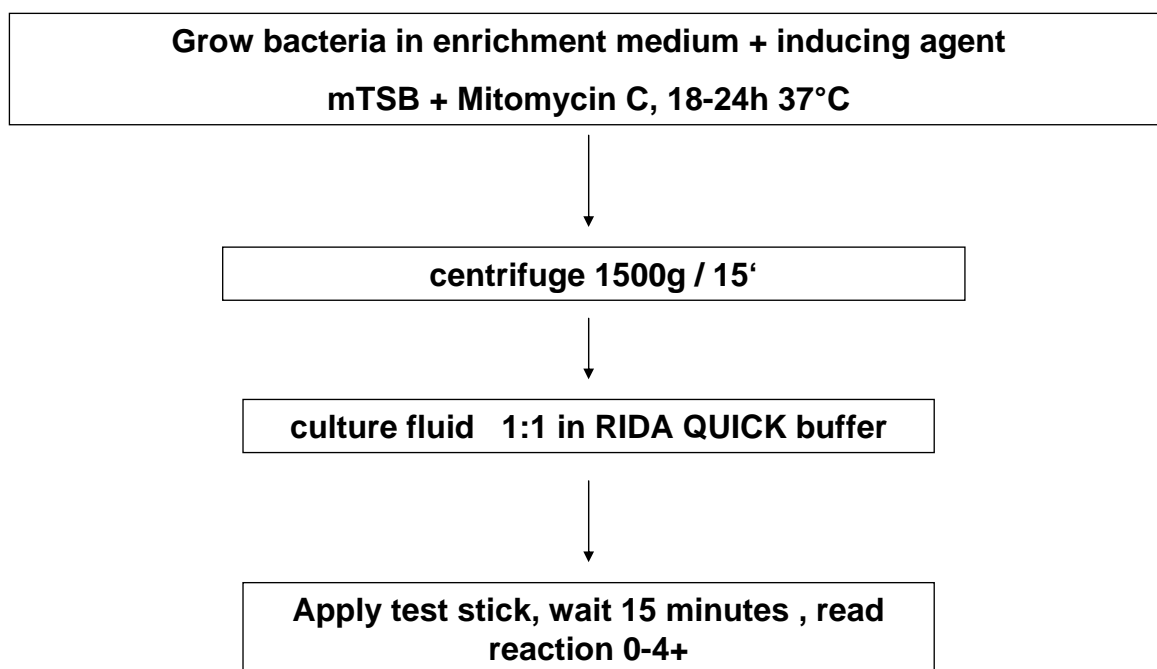 Grow bacteria in enrichment medium + inducing agent
mTSB + Mitomycin C, 18-24h 37°C
centrifuge 1500g / 15‘
culture fluid 1:1 in RIDA QUICK buffer
Apply test stick, wait 15 minutes , read
reaction 0-4+